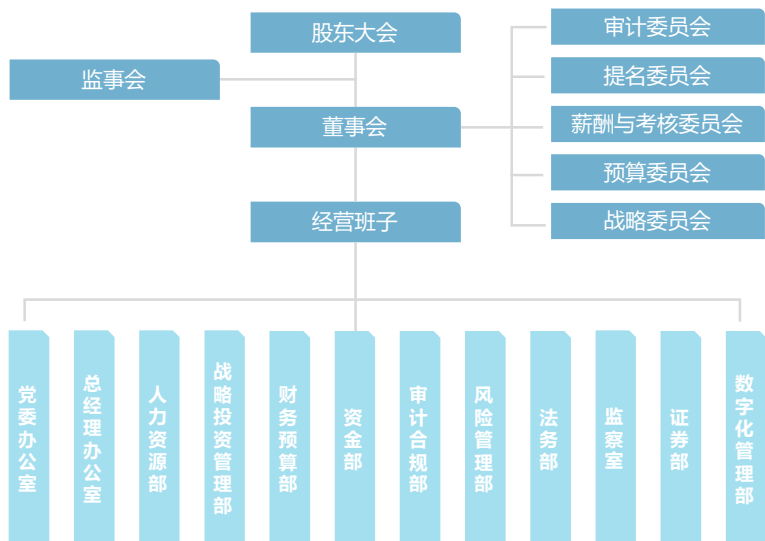 股东大会
监事会
董事会
经营班子
审计委员会
提名委员会
薪酬与考核委员会
预算委员会
战略委员会
党委办公室
总经理办公室
人力资源部
战略投资管理部
财务预算部
资金部
审计合规部
风险管理部
法务部
监察室
证券部
数字化管理部